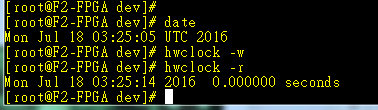 [root@F2-FPGA dev]#
[root@F2-FPGA dev]# date
Mon Jul 18 03:25:05 UTC 2016
[root@F2-FPGA dev]# hwclock -w
[root@F2-FPGA dev]# hwclock -r
Mon Jul 18 03:25:14 2016  0.000000 seconds
[root@F2-FPGA dev]#